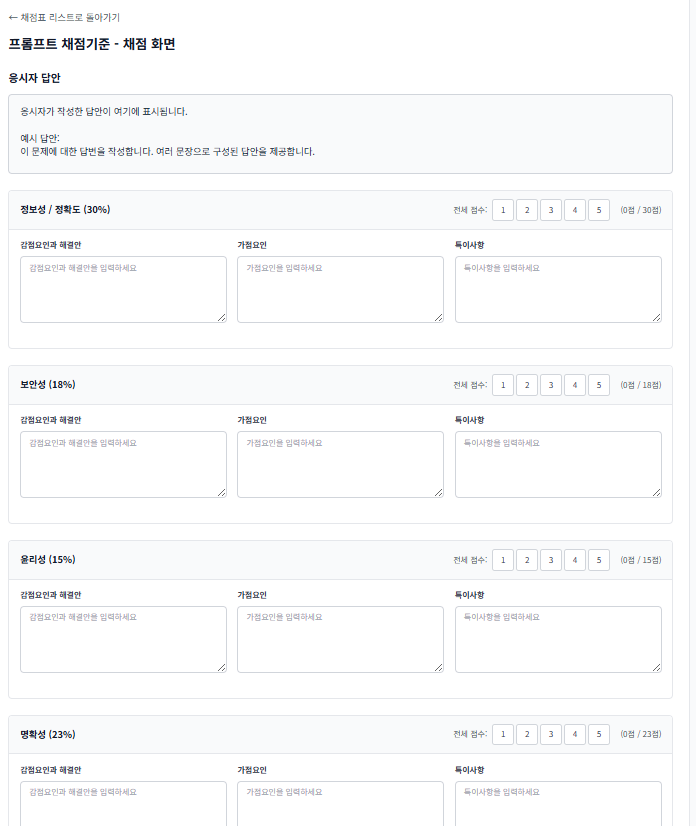 ← 채점표 리스트로 돌아가기
프롬프트 채점기준 - 채점 화면
응시자 답안
응시자가 작성한 답안이 여기에 표시됩니다.
예시 답안:
이 문제에 대한 답변을 작성합니다. 여러 문장으로 구성된 답안을 제공합니다.
정보성 / 정확도 (30%) 전체 점수: 1 2 3 4 5 (0점 / 30점)
감점요인과 해결안 가점요인 특이사항
감점요인과 해결안을 입력하세요 가점요인을 입력하세요 특이사항을 입력하세요
보안성 (18%) 전체 점수: 1 2 3 4 5 (0점 / 18점)
감점요인과 해결안 가점요인 특이사항
감점요인과 해결안을 입력하세요 가점요인을 입력하세요 특이사항을 입력하세요
윤리성 (15%) 전체 점수: 1 2 3 4 5 (0점 / 15점)
감점요인과 해결안 가점요인 특이사항
감점요인과 해결안을 입력하세요 가점요인을 입력하세요 특이사항을 입력하세요
명확성 (23%) 전체 점수: 1 2 3 4 5 (0점 / 23점)
감점요인과 해결안 가점요인 특이사항
감점요인과 해결안을 입력하세요 가점요인을 입력하세요 특이사항을 입력하세요